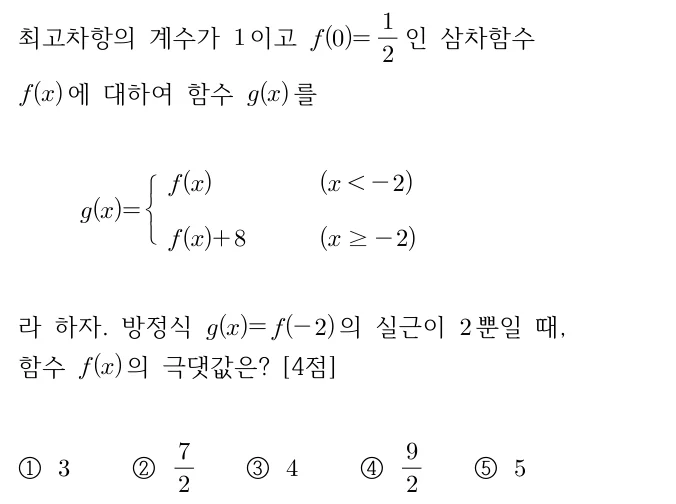 최고차항의 계수가 1이고 f(0)=1/2인 삼차함수
f(x)에 대하여 함수 g(x)를
g(x)={ f(x) (x<-2)
f(x)+8 (x≥-2)
라 하자. 방정식 g(x)=f(-2)의 실근이 2뿐일 때,
함수 f(x)의 극댓값은? [4점]
① 3 ② 7/2 ③ 4 ④ 9/2 ⑤ 5